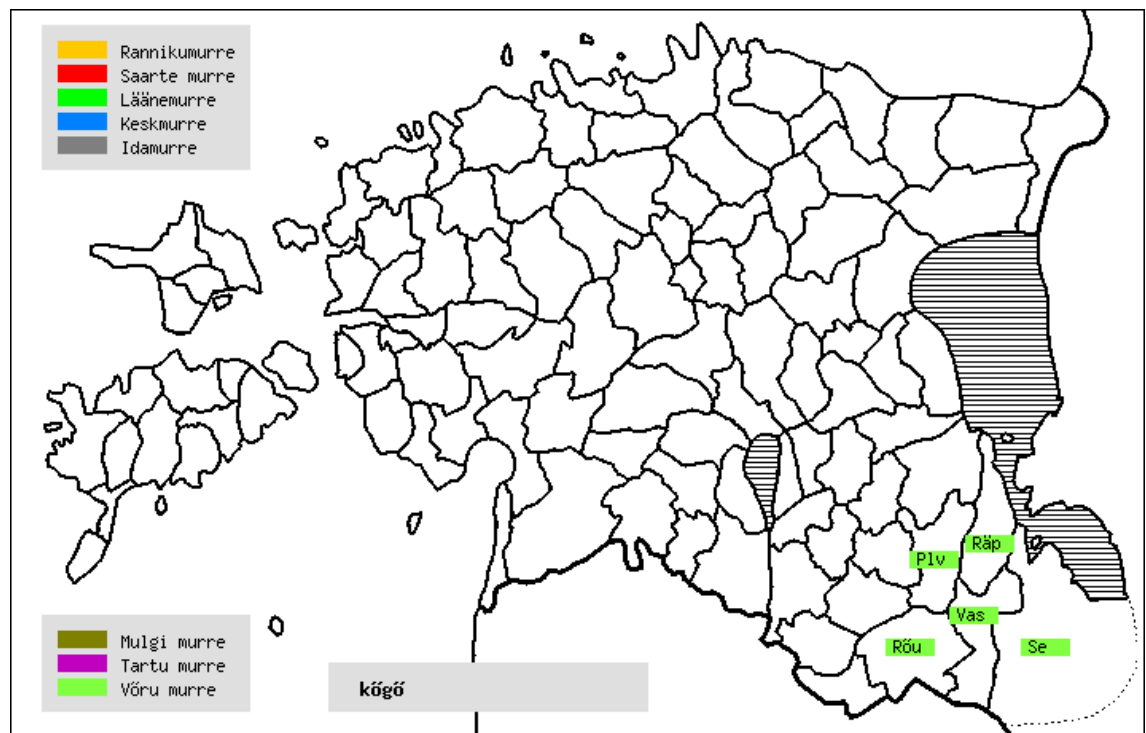 Rannikumurre
Saarte murre
Läänemurre
Keskmurre
Idamurre
Räp
Plv
Vas
Rõu
Se
Mulgi murre
Tartu murre
Võru murre
kõgõ